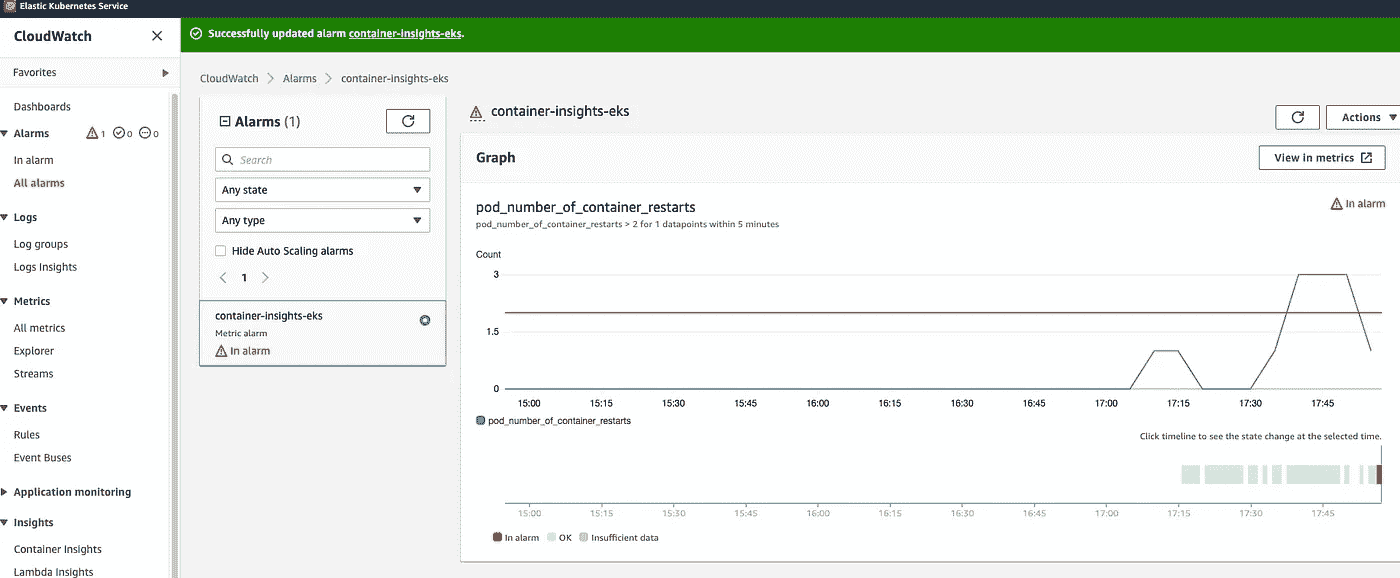 Elastic Kubernetes Service
CloudWatch
Favorites
Dashboards
Alarms 1 0 0
In alarm
All alarms
Logs
Log groups
Logs Insights
Metrics
All metrics
Explorer
Streams
Events
Rules
Event Buses
Application monitoring
Insights
Container Insights
Lambda Insights
Successfully updated alarm container-insights-eks.
CloudWatch > Alarms > container-insights-eks
Alarms (1)
Search
Any state
Any type
Hide Auto Scaling alarms
< 1 >
container-insights-eks
Metric alarm
In alarm
container-insights-eks
Actions
Graph
View in metrics
pod_number_of_container_restarts
In alarm
pod_number_of_container_restarts > 2 for 1 datapoints within 5 minutes
Count
3
1.5
0
15:00 15:15 15:30 15:45 16:00 16:15 16:30 16:45 17:00 17:15 17:30 17:45
pod_number_of_container_restarts
Click timeline to see the state change at the selected time.
15:00 15:15 15:30 15:45 16:00 16:15 16:30 16:45 17:00 17:15 17:30 17:45
In alarm OK Insufficient data